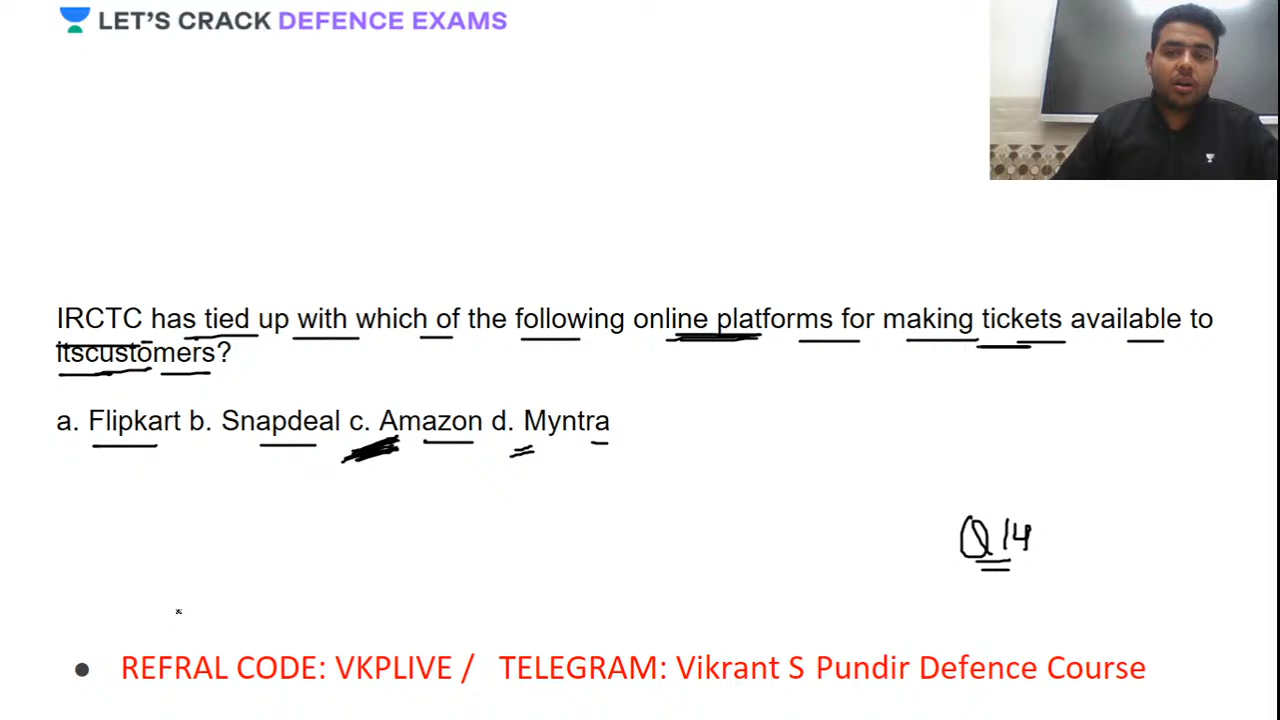 LET'S CRACK DEFENCE EXAMS
IRCTC has tied up with which of the following online platforms for making tickets available to
itscustomers?
a. Flipkart b. Snapdeal c. Amazon d. Myntra
Q14
● REFRAL CODE: VKPLIVE / TELEGRAM: Vikrant S Pundir Defence Course